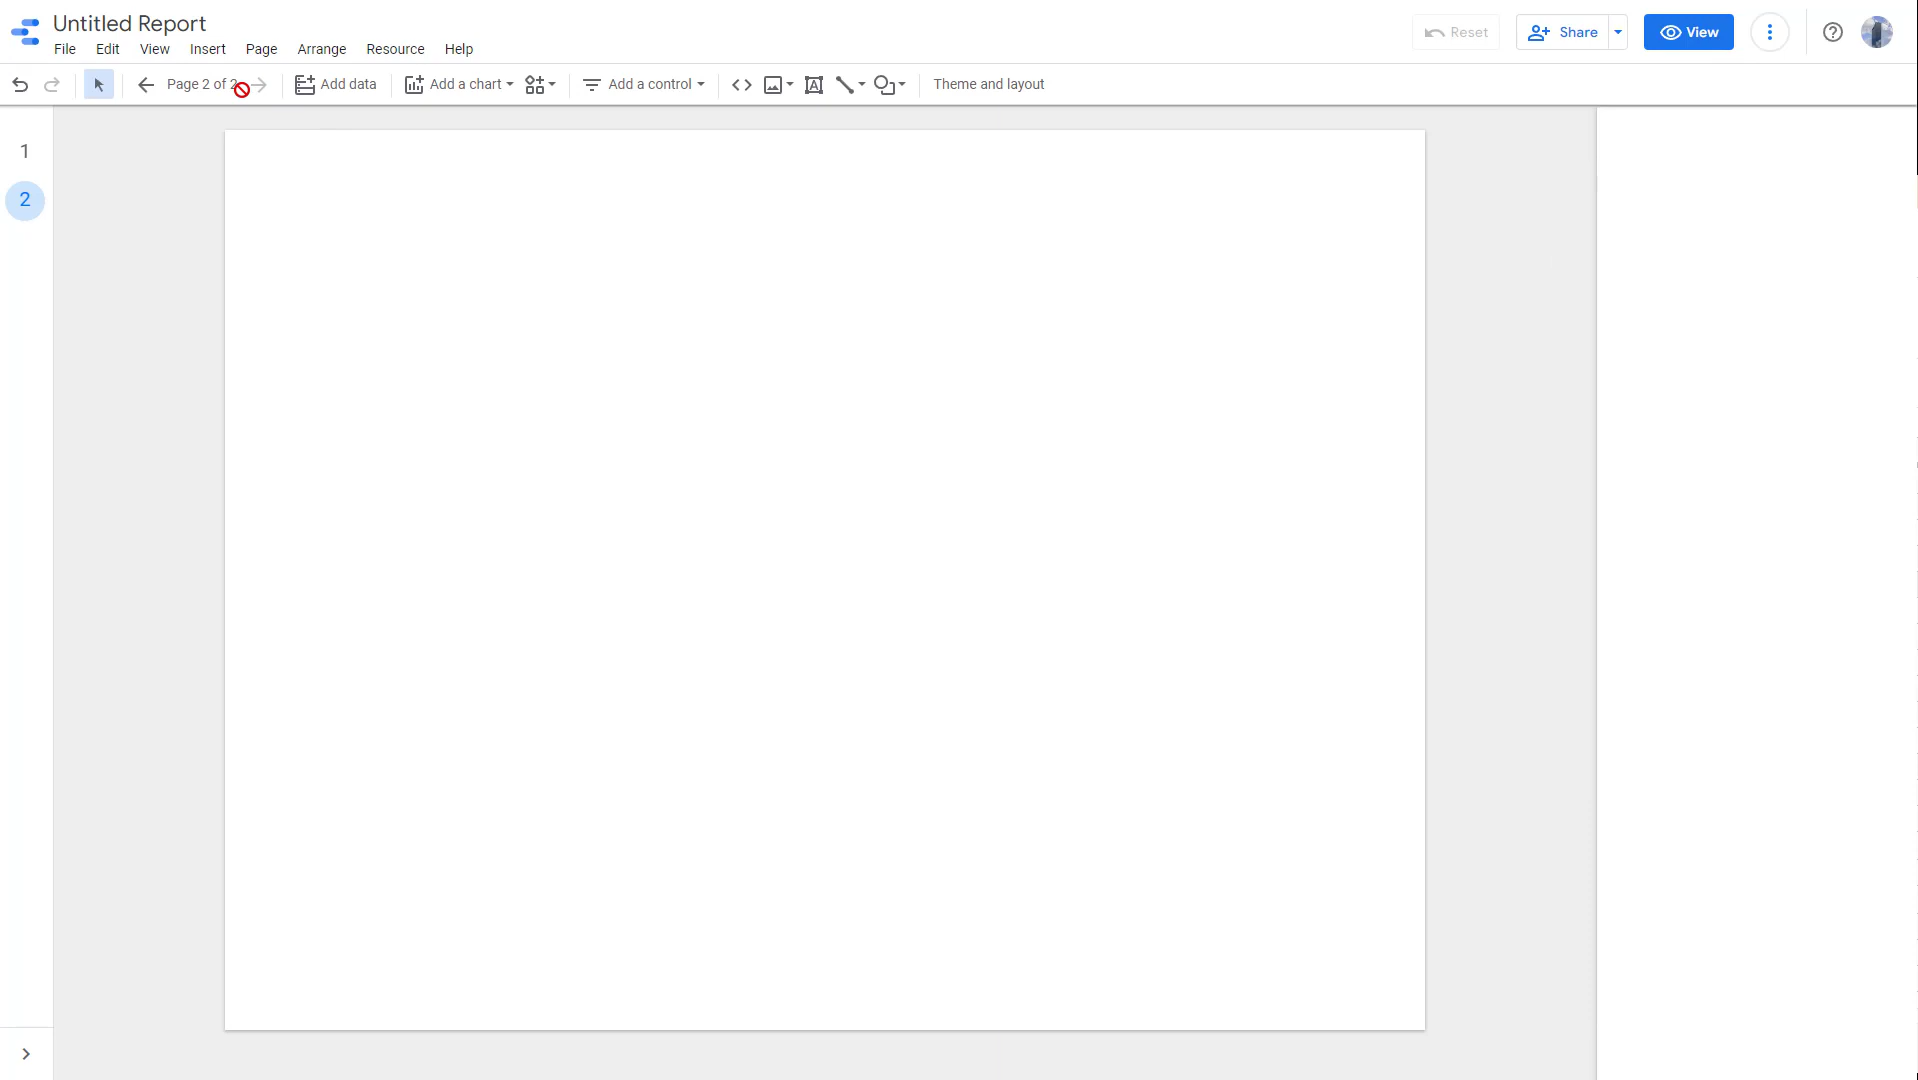 Untitled Report
File Edit View Insert Page Arrange Resource Help
Reset Share View
Page 2 of 2 Add data Add a chart Add a control Theme and layout
1
2